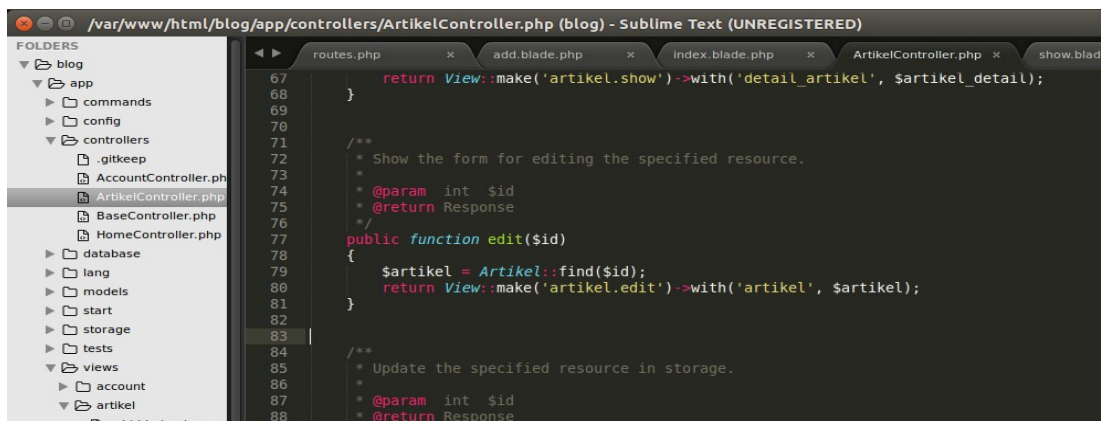 /var/www/html/blog/app/controllers/ArtikelController.php (blog) - Sublime Text (UNREGISTERED)
FOLDERS
blog
app
commands
config
controllers
.gitkeep
AccountController.ph
ArtikelController.php
BaseController.php
HomeController.php
database
lang
models
start
storage
tests
views
account
artikel
routes.php × add.blade.php × index.blade.php × ArtikelController.php × show.blad
67 return View::make('artikel.show')->with('detail_artikel', $artikel_detail);
68 }
69
70
71 /**
72 * Show the form for editing the specified resource.
73 *
74 * @param int $id
75 * @return Response
76 */
77 public function edit($id)
78 {
79 $artikel = Artikel::find($id);
80 return View::make('artikel.edit')->with('artikel', $artikel);
81 }
82
83
84 /**
85 * Update the specified resource in storage.
86 *
87 * @param int $id
88 * @return Response